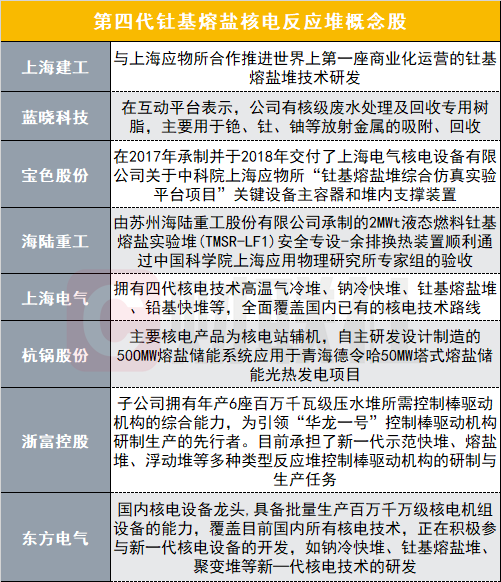 第四代钍基熔盐核电反应堆概念股
上海建工
与上海应物所合作推进世界上第一座商业化运营的钍基
熔盐堆技术研发
蓝晓科技
在互动平台表示，公司有核级废水处理及回收专用树
脂，主要用于铯、钍、铀等放射金属的吸附、回收
宝色股份
在2017年承制并于2018年交付了上海电气核电设备有限
公司关于中科院上海应物所“钍基熔盐堆综合仿真实验
平台项目”关键设备主容器和堆内支撑装置
海陆重工
由苏州海陆重工股份有限公司承制的2MWt液态燃料钍基
熔盐实验堆(TMSR-LF1)安全专设-余排换热装置顺利通
过中国科学院上海应用物理研究所专家组的验收
上海电气
拥有四代核电技术高温气冷堆、钠冷快堆、钍基熔盐堆
、铅基快堆等，全面覆盖国内已有的核电技术路线
杭锅股份
主要核电产品为核电站辅机，自主研发设计制造的
500MW熔盐储能系统应用于青海德令哈50MW塔式熔盐储
能光热发电项目
浙富控股
子公司拥有年产6座百万千瓦级压水堆所需控制棒驱动
机构的综合能力，为引领“华龙一号”控制棒驱动机构
研制生产的先行者。目前承担了新一代示范快堆、熔盐
堆、浮动堆等多种类型反应堆控制棒驱动机构的研制与
生产任务
东方电气
国内核电设备龙头,具备批量生产百万千万级核电机组
设备的能力，覆盖目前国内所有核电技术，正在积极参
与新一代核电设备的开发，如钠冷快堆、钍基熔盐堆、
聚变堆等新一代核电技术的研发